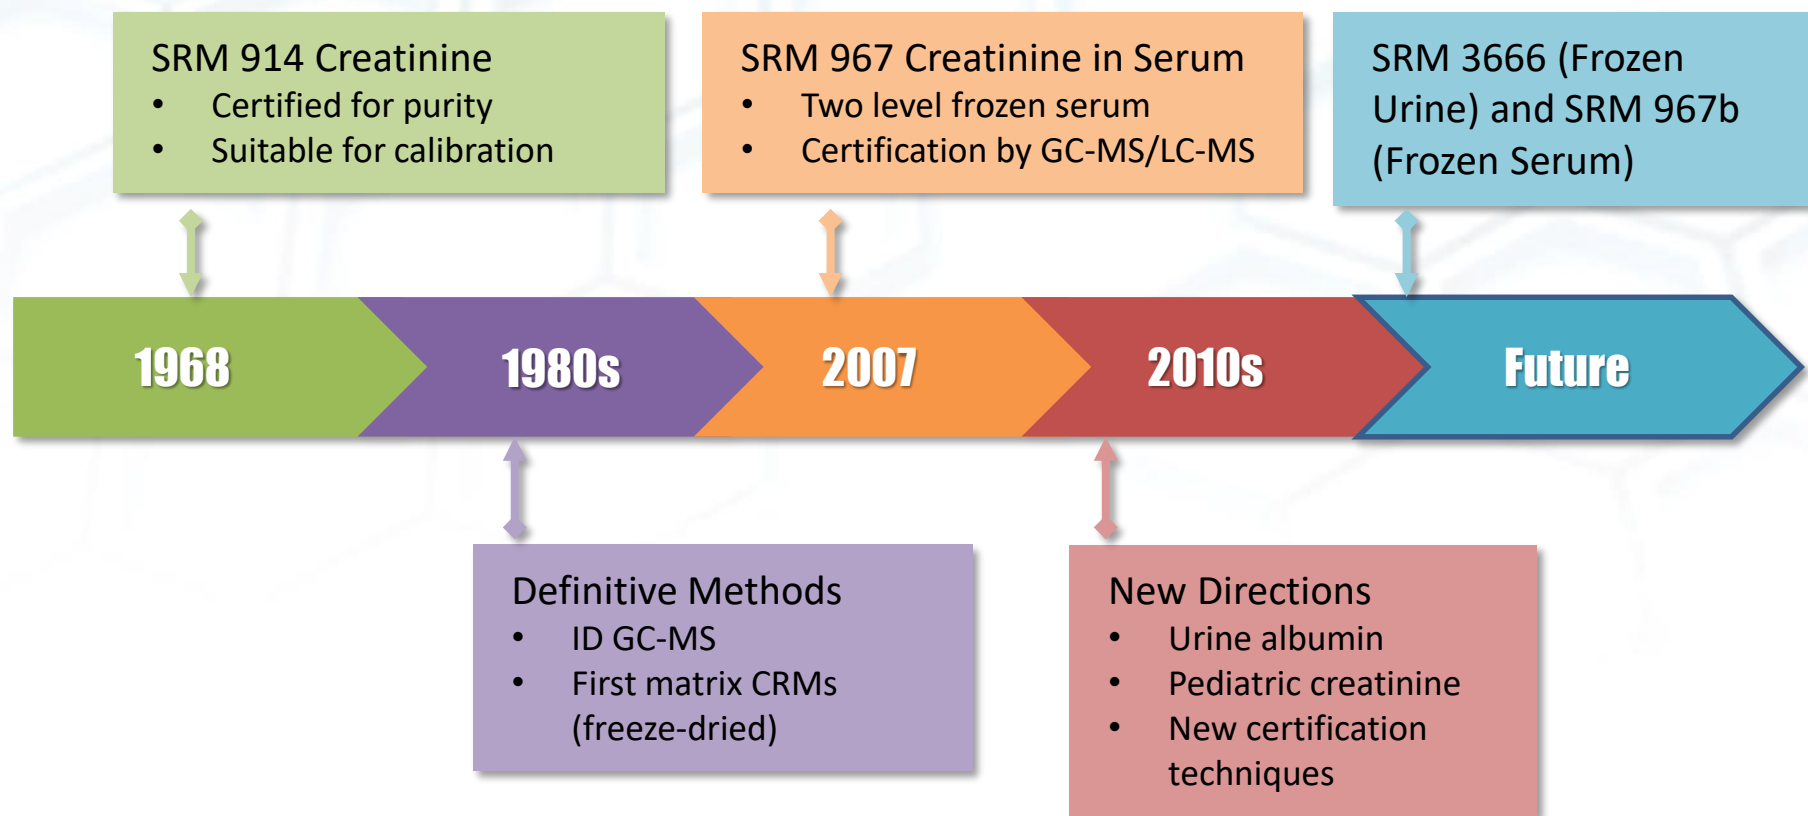 SRM 914 Creatinine
• Certified for purity
• Suitable for calibration
SRM 967 Creatinine in Serum
• Two level frozen serum
• Certification by GC-MS/LC-MS
SRM 3666 (Frozen
Urine) and SRM 967b
(Frozen Serum)
1968
1980s
2007
2010s
Future
Definitive Methods
• ID GC-MS
• First matrix CRMs
(freeze-dried)
New Directions
• Urine albumin
• Pediatric creatinine
• New certification
techniques